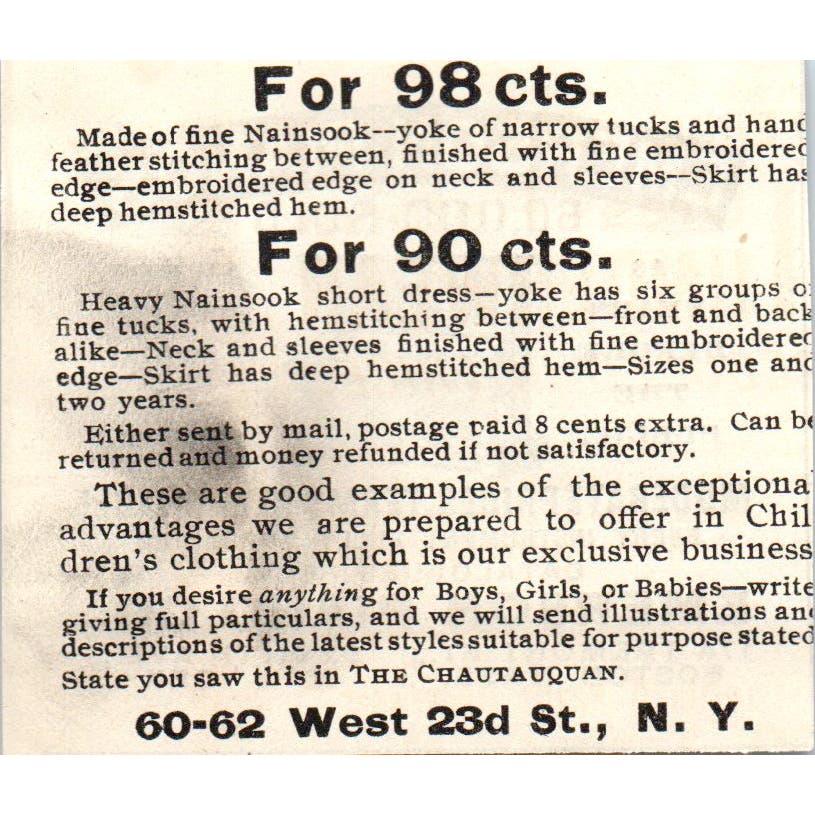 For 98 cts.
Made of fine Nainsook--yoke of narrow tucks and hand
feather stitching between, finished with fine embroidered
edge—embroidered edge on neck and sleeves--Skirt has
deep hemstitched hem.
For 90 cts.
Heavy Nainsook short dress—yoke has six groups o
fine tucks, with hemstitching between—front and back
alike—Neck and sleeves finished with fine embroidered
edge—Skirt has deep hemstitched hem—Sizes one and
two years.
Either sent by mail, postage paid 8 cents extra. Can be
returned and money refunded if not satisfactory.
These are good examples of the exceptional
advantages we are prepared to offer in Chil
dren's clothing which is our exclusive business
If you desire anything for Boys, Girls, or Babies—write
giving full particulars, and we will send illustrations and
descriptions of the latest styles suitable for purpose stated
State you saw this in THE CHAUTAUQUAN.
60-62 West 23d St., N. Y.